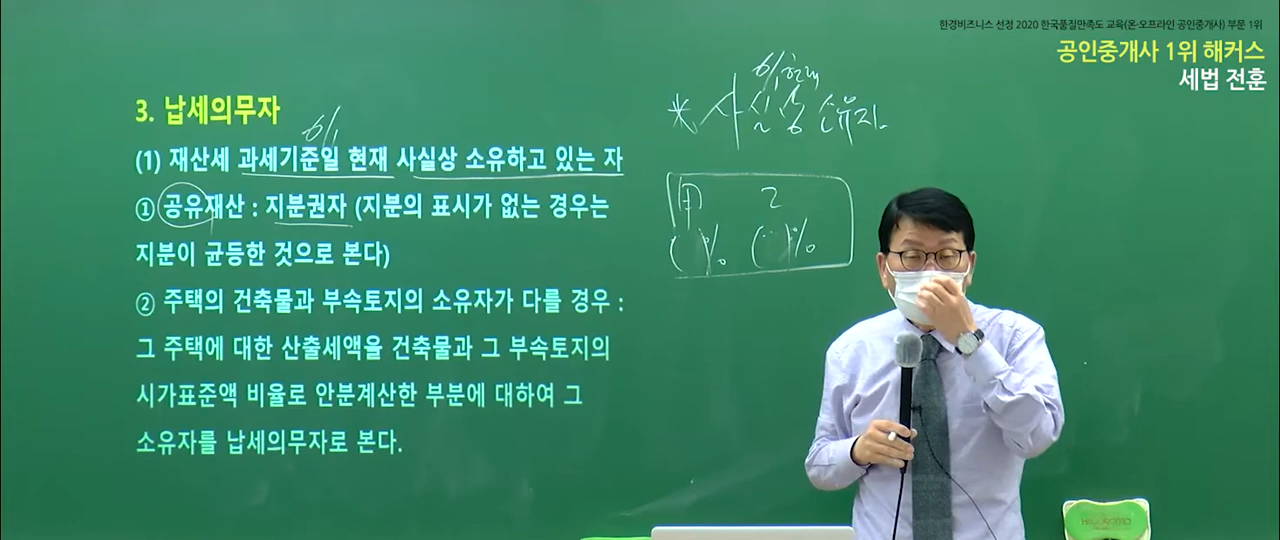 한경비즈니스 선정 2020 한국품질만족도 교육(온·오프라인 공인중개사) 부문 1위
공인중개사 1위 해커스
세법 전훈
3. 납세의무자
6/1
(1) 재산세 과세기준일 현재 사실상 소유하고 있는 자
① 공유재산 : 지분권자 (지분의 표시가 없는 경우는
지분이 균등한 것으로 본다)
② 주택의 건축물과 부속토지의 소유자가 다를 경우 :
그 주택에 대한 산출세액을 건축물과 그 부속토지의
시가표준액 비율로 안분계산한 부분에 대하여 그
소유자를 납세의무자로 본다.
6/1 현재
* 사실상 소유자
甲 乙
( )% ( )%